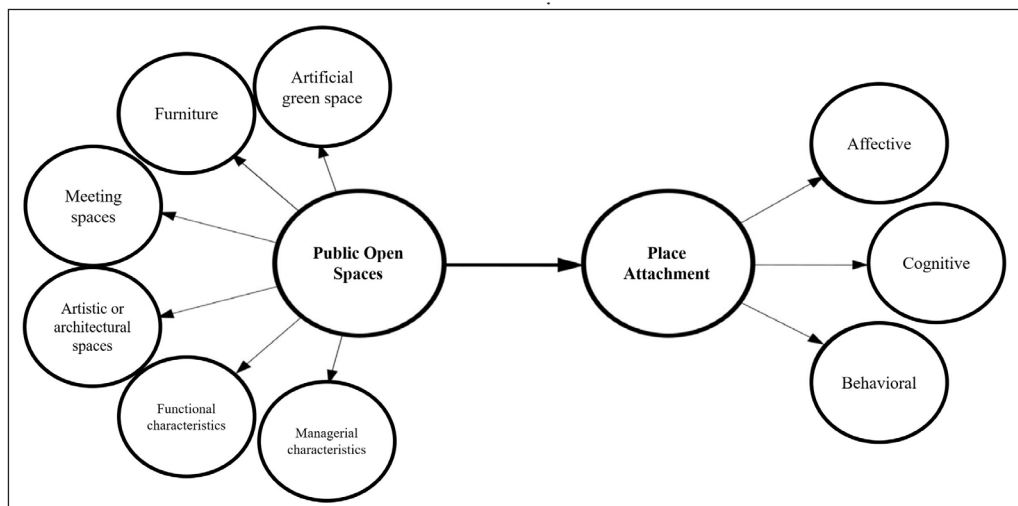 Artificial
green space
Furniture
Meeting
spaces
Artistic or
architectural
spaces
Functional
characteristics
Managerial
characteristics
Public Open
Spaces
Place
Attachment
Affective
Cognitive
Behavioral